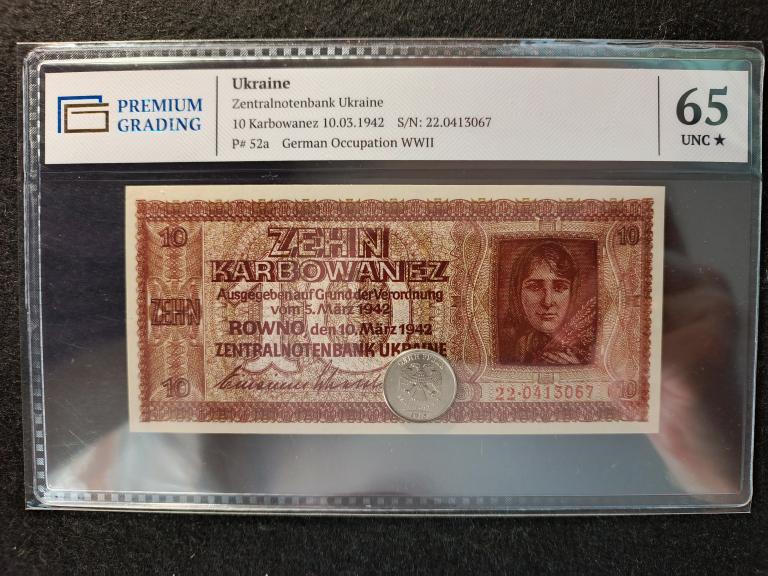 PREMIUM
GRADING
Ukraine
Zentralnotenbank Ukraine
10 Karbowanez 10.03.1942 S/N: 22.0413067
P# 52a German Occupation WWII
65
UNC ★
10
10
ZEHN
KARBOWANEZ
Ausgegeben auf Grund der Verordnung
vom 5. März 1942
ZEHN
ROWNO, den 10. März 1942
ZENTRALNOTENBANK UKRAINE
10
22·0413067
10